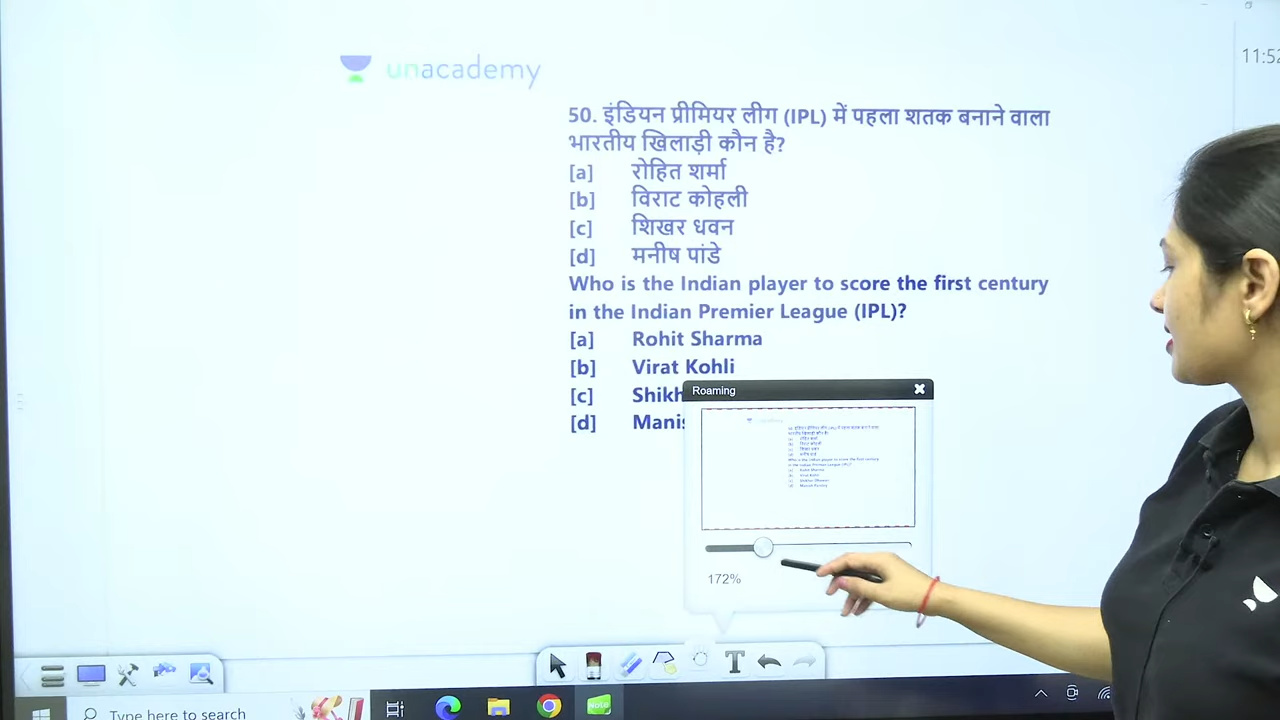 unacademy
11:52
50. इंडियन प्रीमियर लीग (IPL) में पहला शतक बनाने वाला
भारतीय खिलाड़ी कौन है?
[a] रोहित शर्मा
[b] विराट कोहली
[c] शिखर धवन
[d] मनीष पांडे
Who is the Indian player to score the first century
in the Indian Premier League (IPL)?
[a] Rohit Sharma
[b] Virat Kohli
[c] Shikh
[d] Manis
Roaming
172%
T
Type here to search
Note